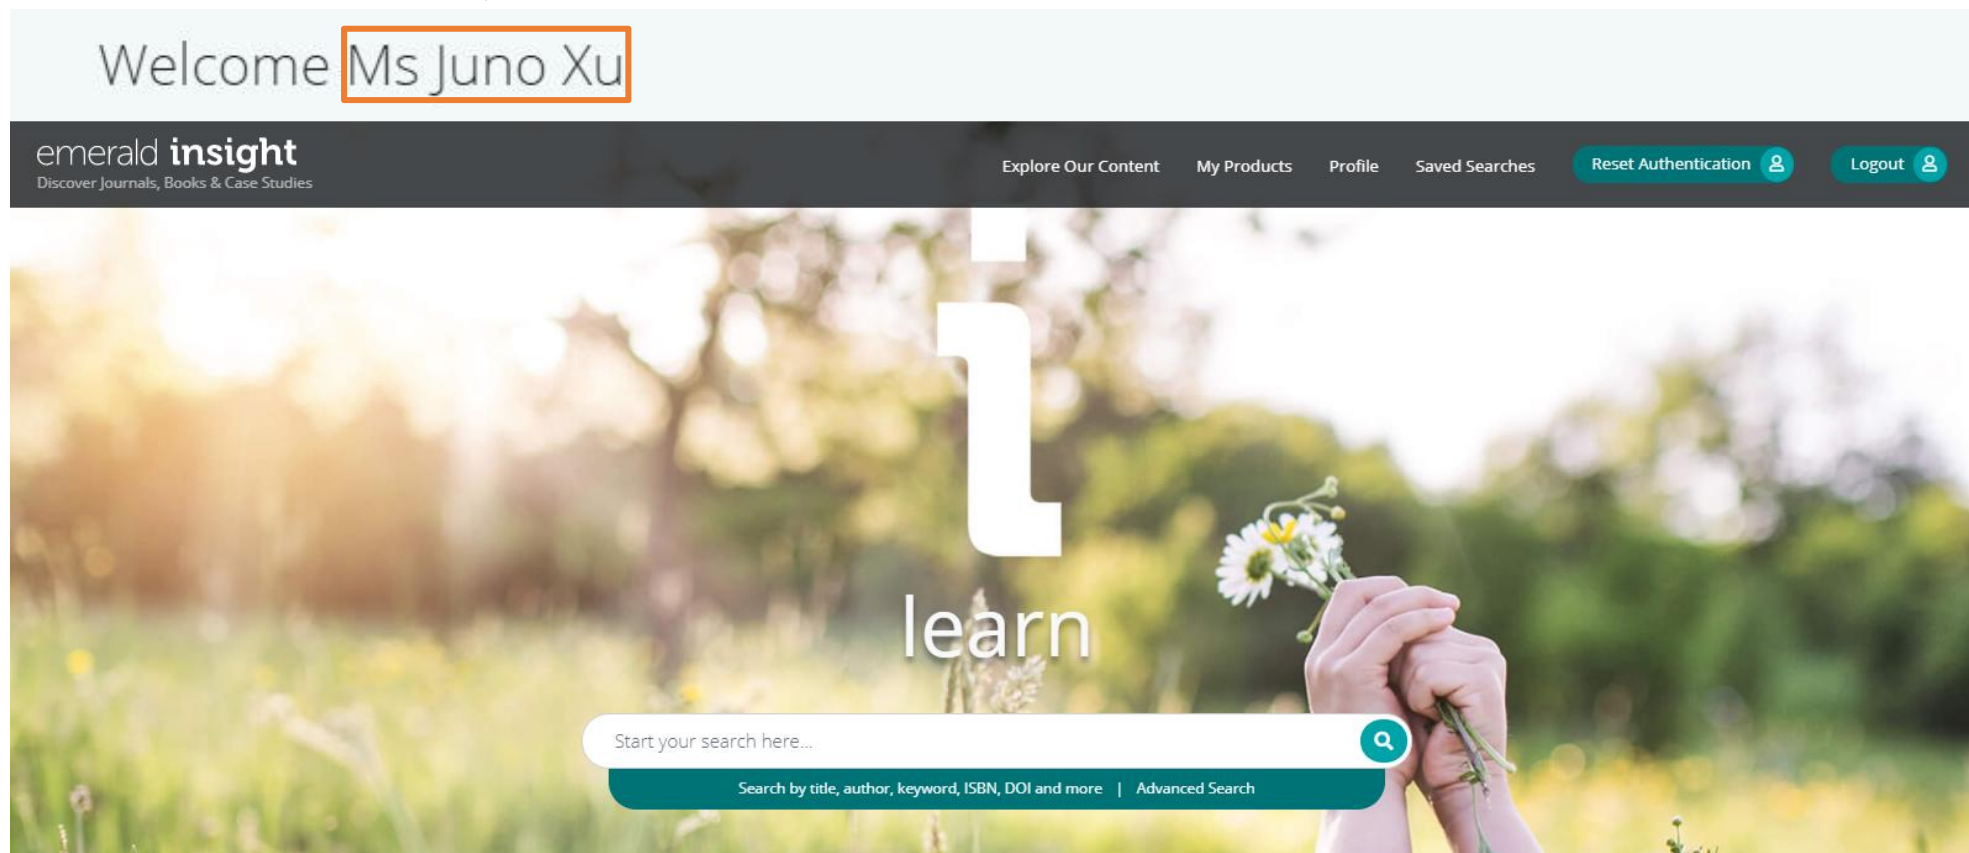 Welcome Ms Juno Xu
emerald insight
Discover Journals, Books & Case Studies
Explore Our Content My Products Profile Saved Searches Reset Authentication Logout
i
learn
Start your search here...
Search by title, author, keyword, ISBN, DOI and more | Advanced Search